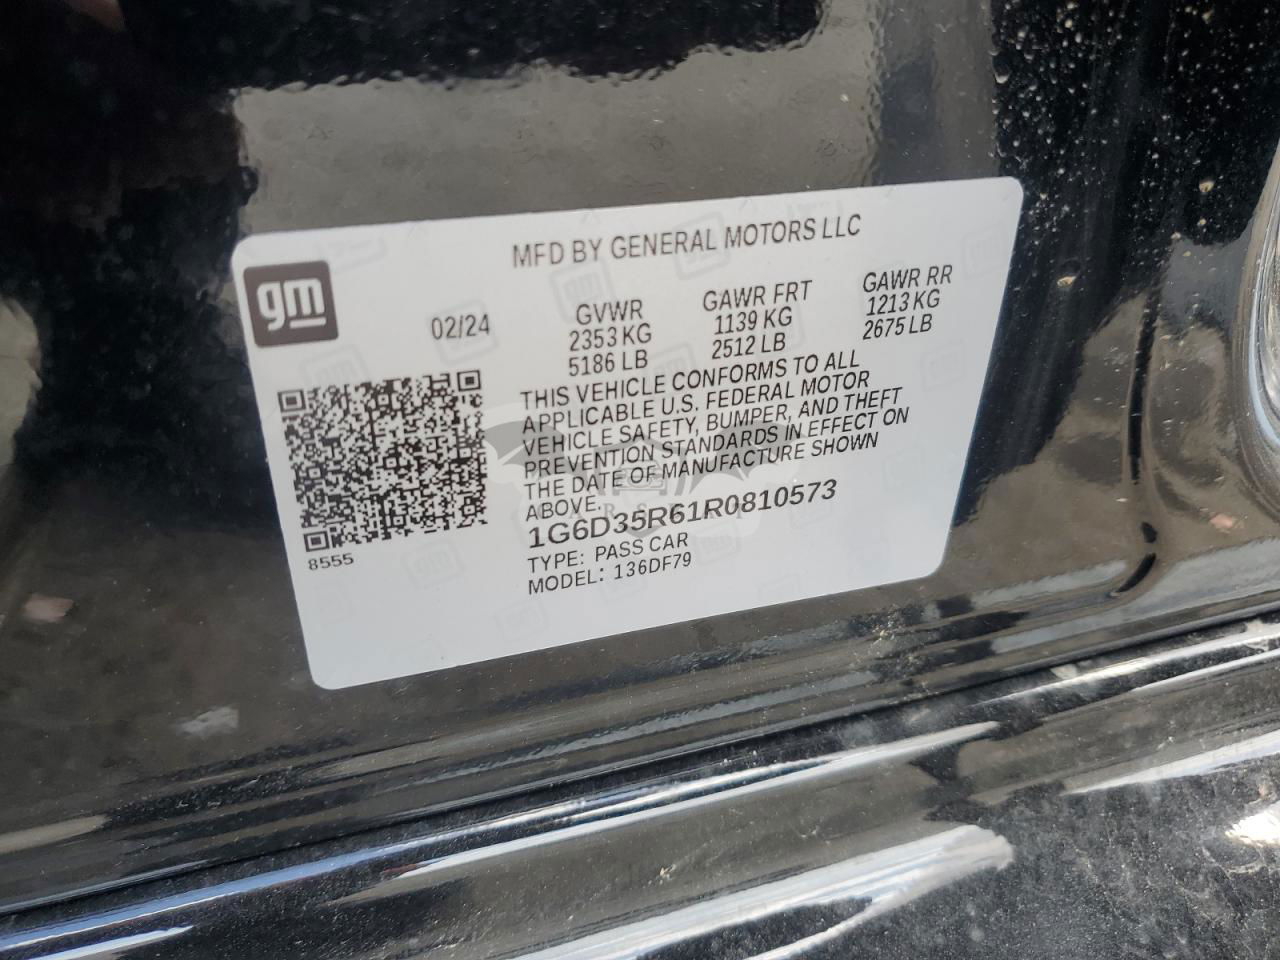 MFD BY GENERAL MOTORS LLC
gm
02/24
GVWR
2353 KG
5186 LB
GAWR FRT
1139 KG
2512 LB
GAWR RR
1213 KG
2675 LB
THIS VEHICLE CONFORMS TO ALL
APPLICABLE U.S. FEDERAL MOTOR
VEHICLE SAFETY, BUMPER, AND THEFT
PREVENTION STANDARDS IN EFFECT ON
THE DATE OF MANUFACTURE SHOWN
ABOVE.
1G6D35R61R0810573
TYPE: PASS CAR
MODEL: 136DF79
8555